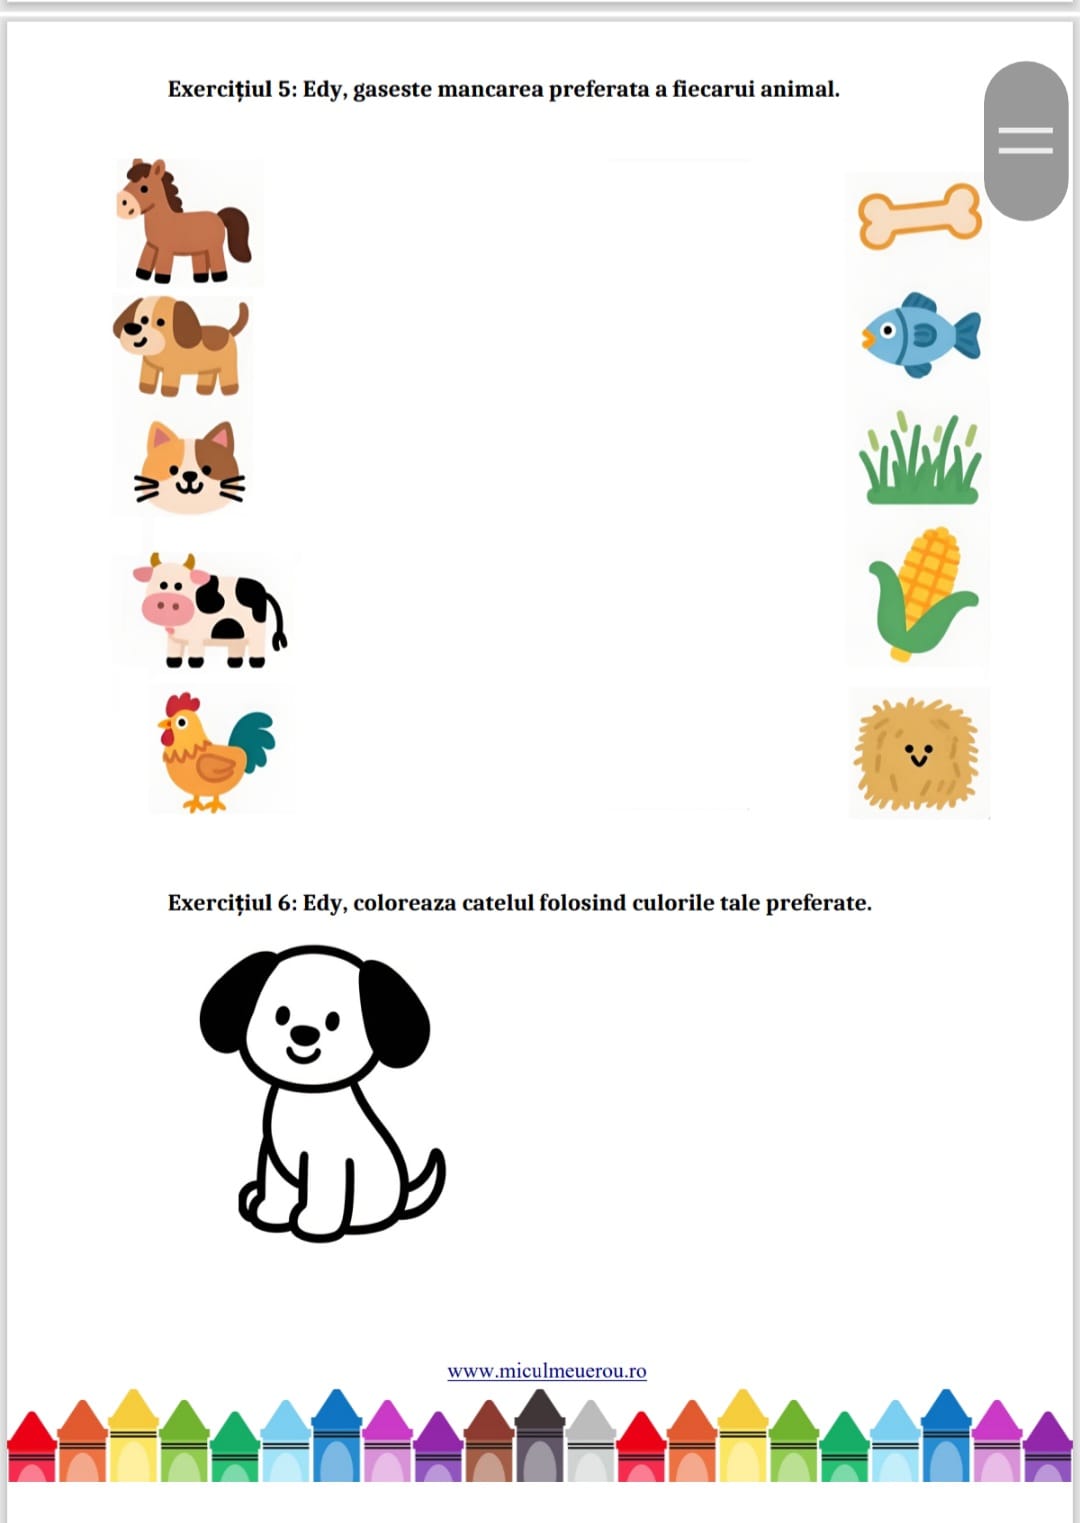 Exercițiul 5: Edy, gaseste mancarea preferata a fiecarui animal.
Exercițiul 6: Edy, coloreaza catelul folosind culorile tale preferate.
www.miculmeuerou.ro